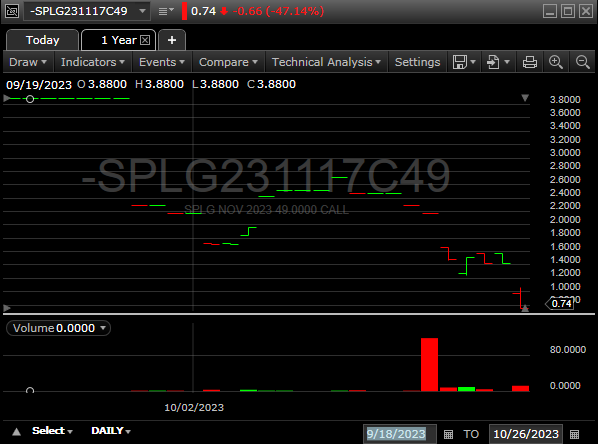 -SPLG231117C49 0.74 -0.66 (-47.14%)
Today 1 Year +
Draw Indicators Events Compare Technical Analysis Settings
09/19/2023 O 3.8800 H 3.8800 L 3.8800 C 3.8800
3.8000
3.6000
3.4000
3.2000
3.0000
2.8000
-SPLG231117C49
2.6000
2.4000
2.2000
SPLG NOV 2023 49.0000 CALL
2.0000
1.8000
1.6000
1.4000
1.2000
1.0000
0.74
Volume 0.0000
80.0000
0.0000
10/02/2023
Select DAILY 9/18/2023 TO 10/26/2023